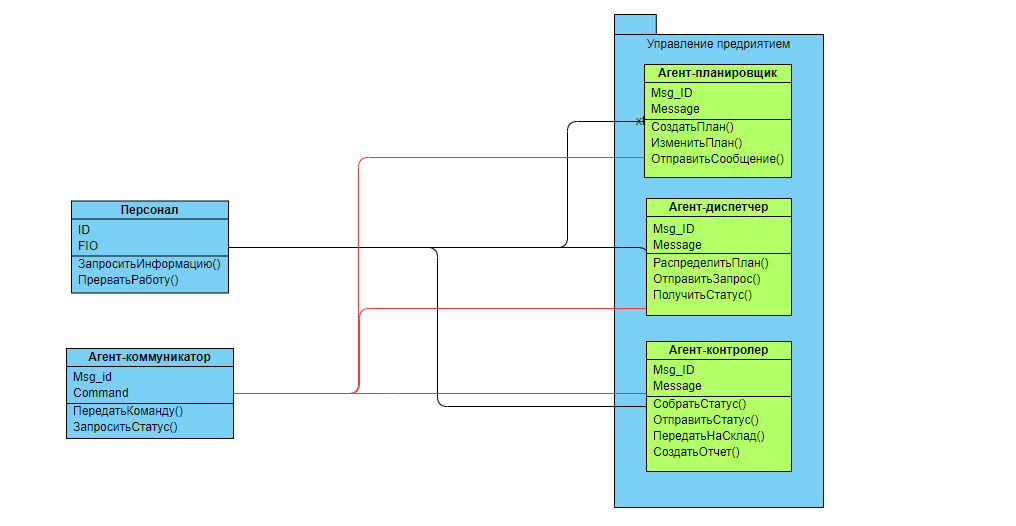 Управление предриятием
Агент-планировщик
Msg_ID
Message
СоздатьПлан()
ИзменитьПлан()
ОтправитьСообщение()
Агент-диспетчер
Msg_ID
Message
РаспределитьПлан()
ОтправитьЗапрос()
ПолучитьСтатус()
Агент-контролер
Msg_ID
Message
СобратьСтатус()
ОтправитьСтатус()
ПередатьНаСклад()
СоздатьОтчет()
Персонал
ID
FIO
ЗапроситьИнформацию()
ПрерватьРаботу()
Агент-коммуникатор
Msg_id
Command
ПередатьКоманду()
ЗапроситьСтатус()